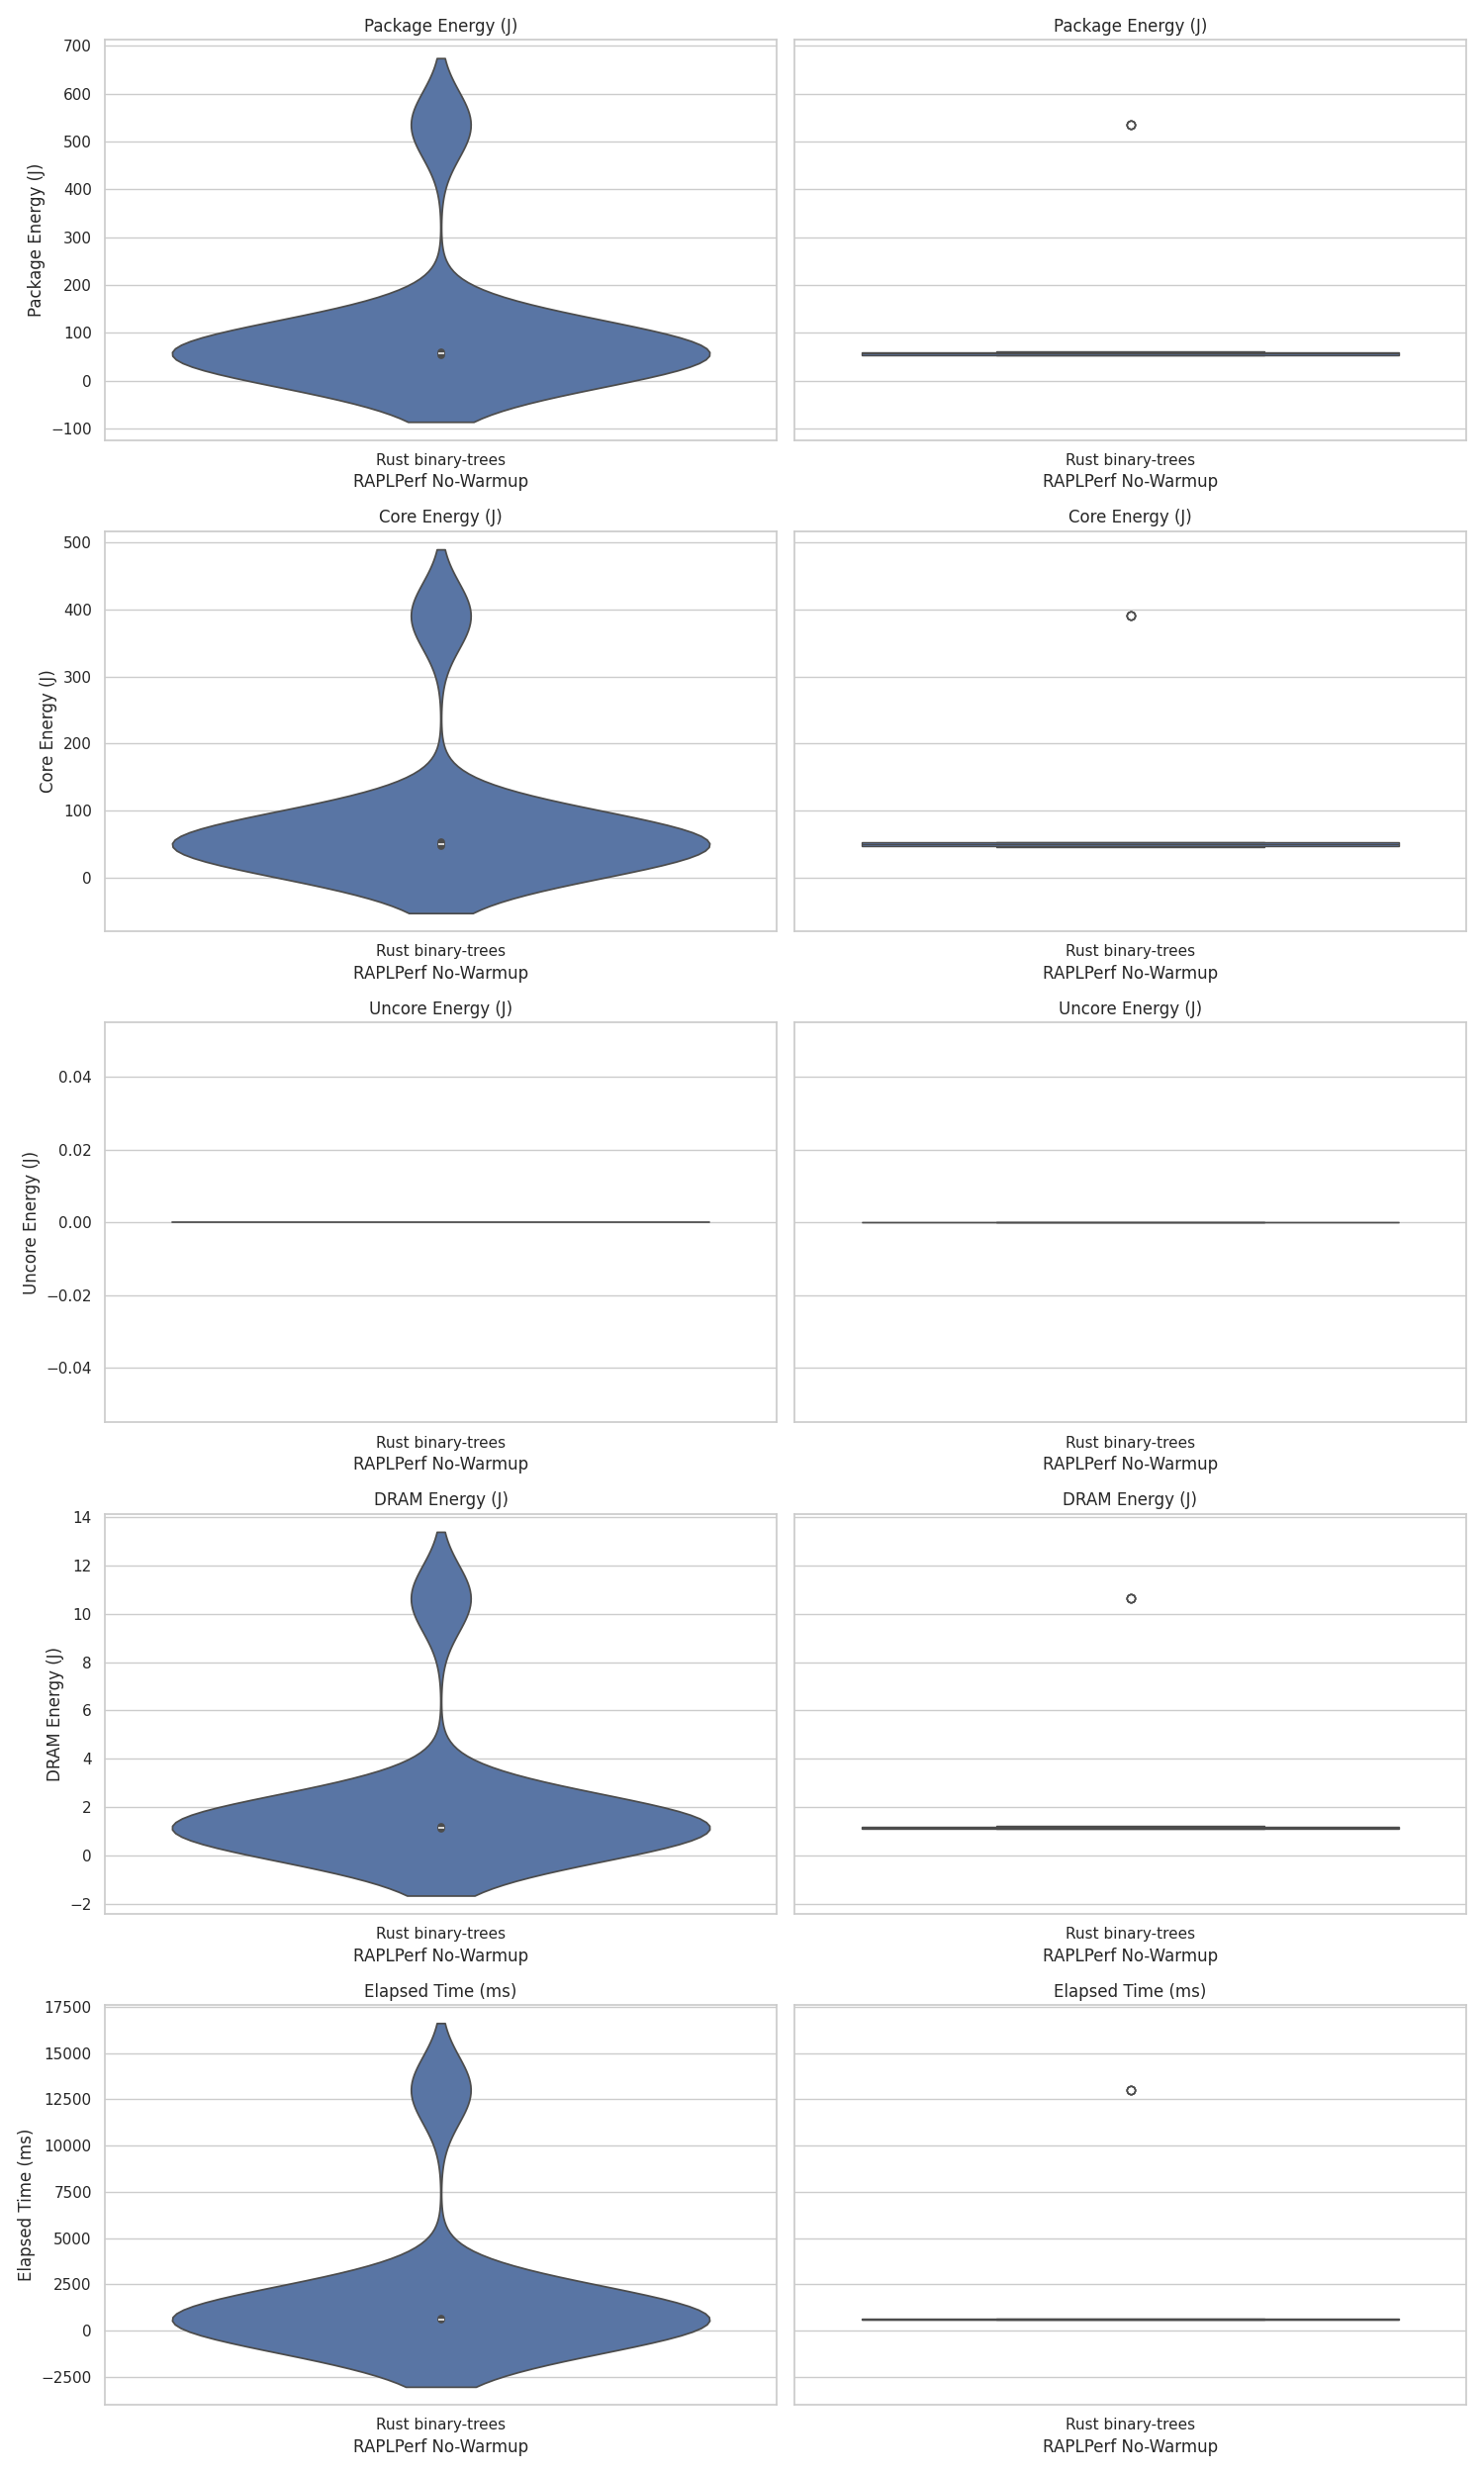 Package Energy (J)
Package Energy (J)
Package Energy (J)
700
600
500
400
300
200
100
0
−100
Rust binary-trees
RAPLPerf No-Warmup
Rust binary-trees
RAPLPerf No-Warmup
Core Energy (J)
Core Energy (J)
Core Energy (J)
500
400
300
200
100
0
Rust binary-trees
RAPLPerf No-Warmup
Rust binary-trees
RAPLPerf No-Warmup
Uncore Energy (J)
Uncore Energy (J)
Uncore Energy (J)
0.04
0.02
0.00
−0.02
−0.04
Rust binary-trees
RAPLPerf No-Warmup
Rust binary-trees
RAPLPerf No-Warmup
DRAM Energy (J)
DRAM Energy (J)
DRAM Energy (J)
14
12
10
8
6
4
2
0
−2
Rust binary-trees
RAPLPerf No-Warmup
Rust binary-trees
RAPLPerf No-Warmup
Elapsed Time (ms)
Elapsed Time (ms)
Elapsed Time (ms)
17500
15000
12500
10000
7500
5000
2500
0
−2500
Rust binary-trees
RAPLPerf No-Warmup
Rust binary-trees
RAPLPerf No-Warmup